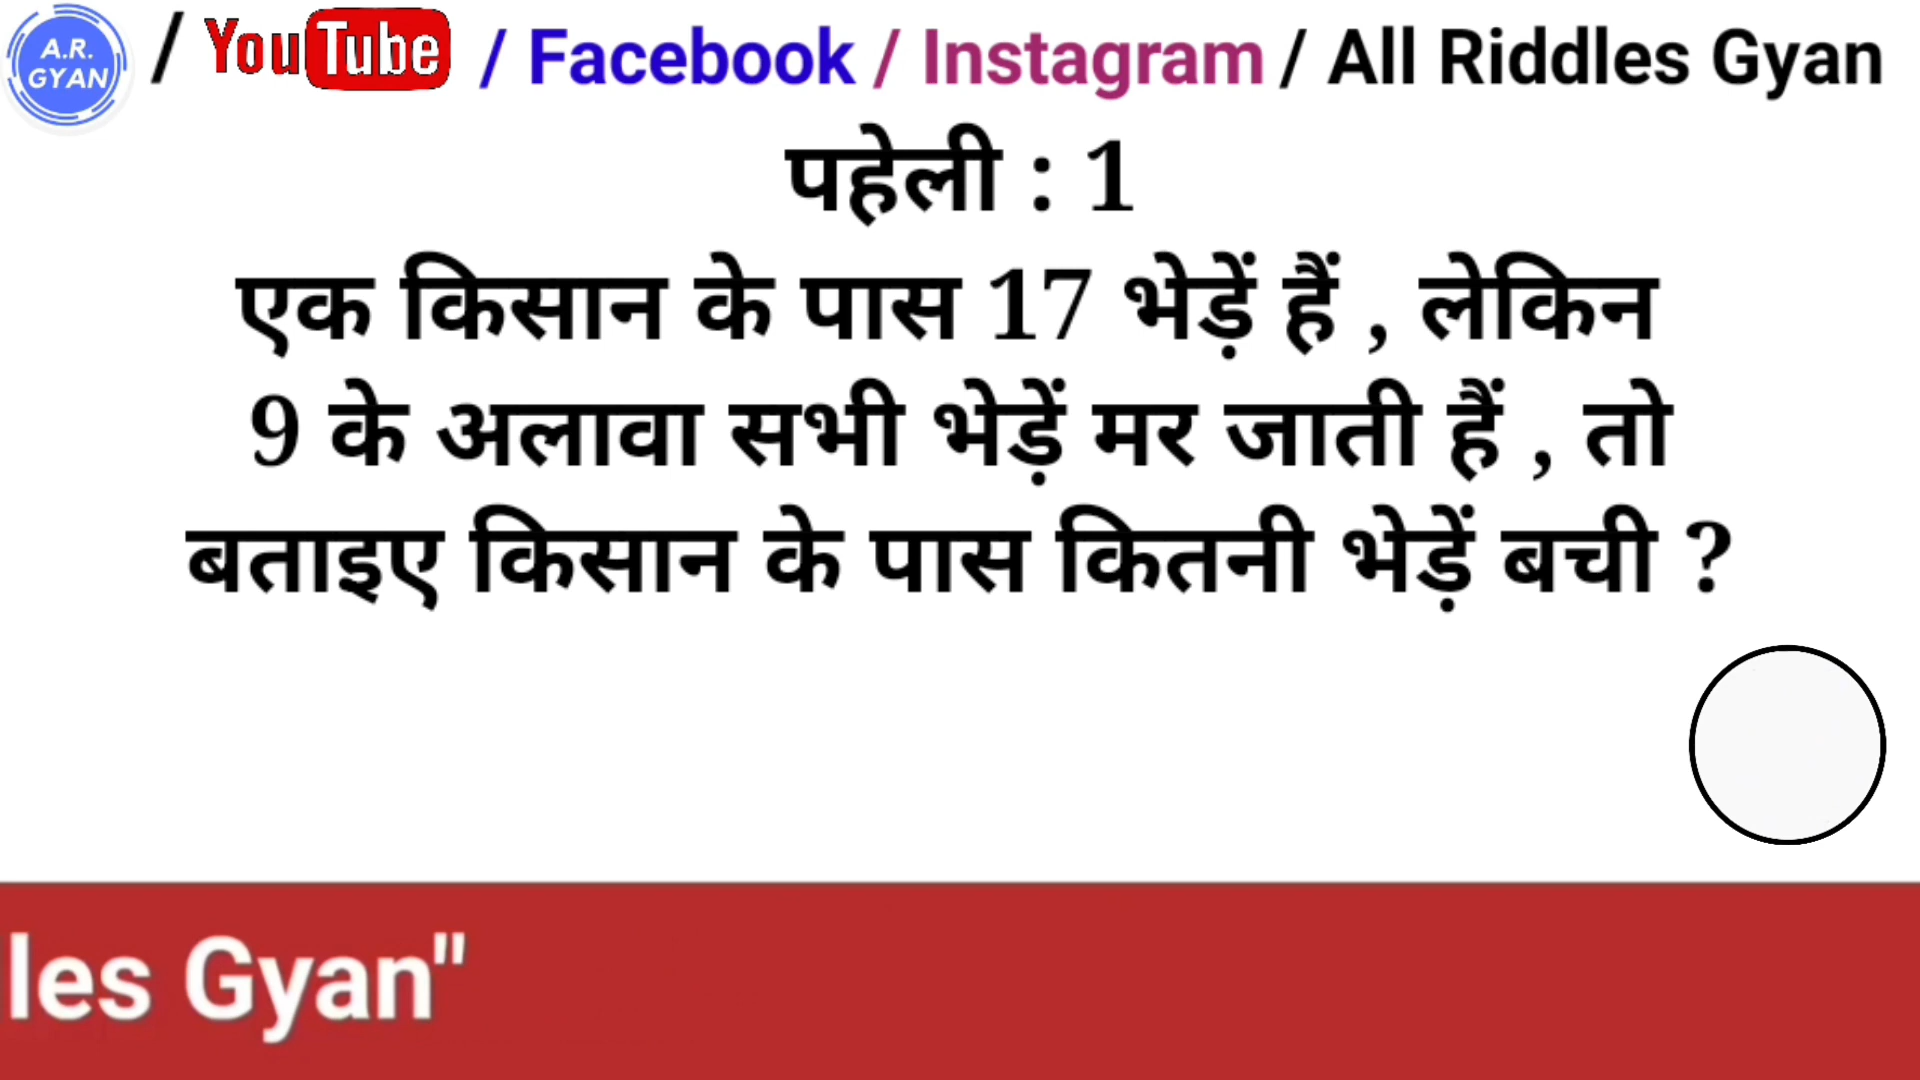 A.R. GYAN / YouTube / Facebook / Instagram / All Riddles Gyan
पहेली : 1
एक किसान के पास 17 भेड़ें हैं , लेकिन
9 के अलावा सभी भेड़ें मर जाती हैं , तो
बताइए किसान के पास कितनी भेड़ें बची ?
les Gyan"